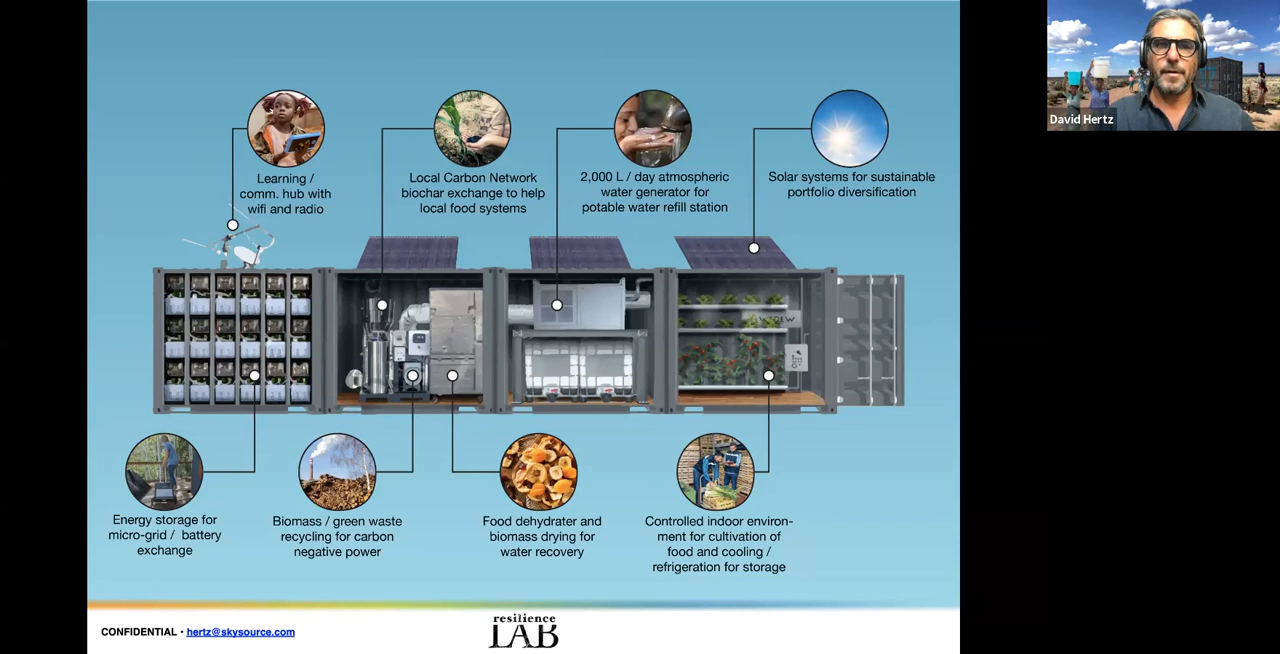 David Hertz
Learning /
comm. hub with
wifi and radio
Local Carbon Network
biochar exchange to help
local food systems
2,000 L / day atmospheric
water generator for
potable water refill station
Solar systems for sustainable
portfolio diversification
Energy storage for
micro-grid / battery
exchange
Biomass / green waste
recycling for carbon
negative power
Food dehydrater and
biomass drying for
water recovery
Controlled indoor environ-
ment for cultivation of
food and cooling /
refrigeration for storage
CONFIDENTIAL · hertz@skysource.com
resilience
LAB